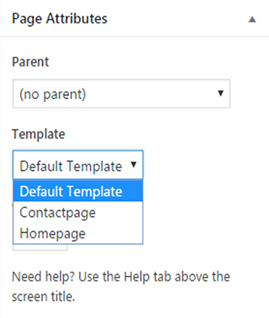 Page Attributes
Parent
(no parent)
Template
Default Template
Default Template
Contactpage
Homepage
Need help? Use the Help tab above the
screen title.